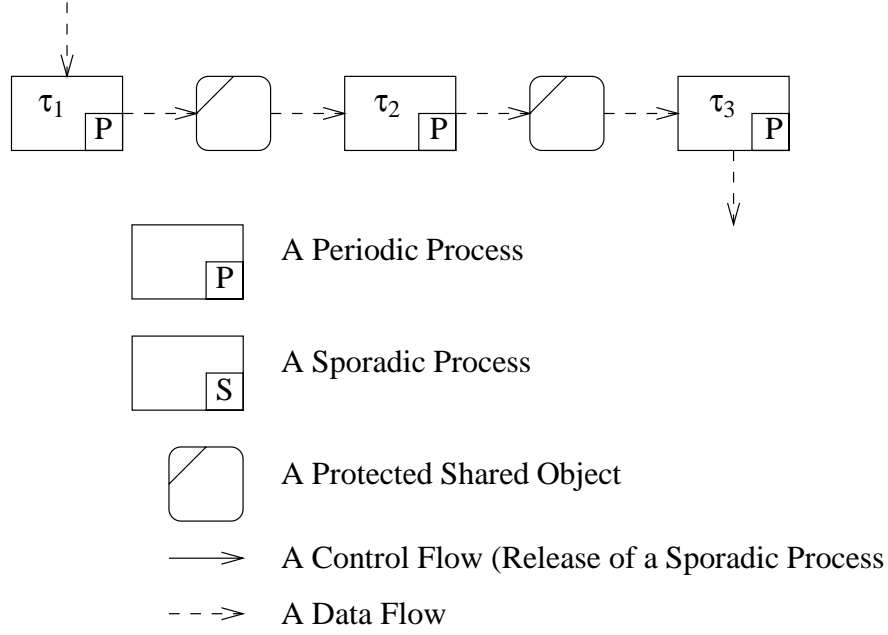 τ1 P τ2 P τ3 P
P A Periodic Process
S A Sporadic Process
A Protected Shared Object
A Control Flow (Release of a Sporadic Process
A Data Flow